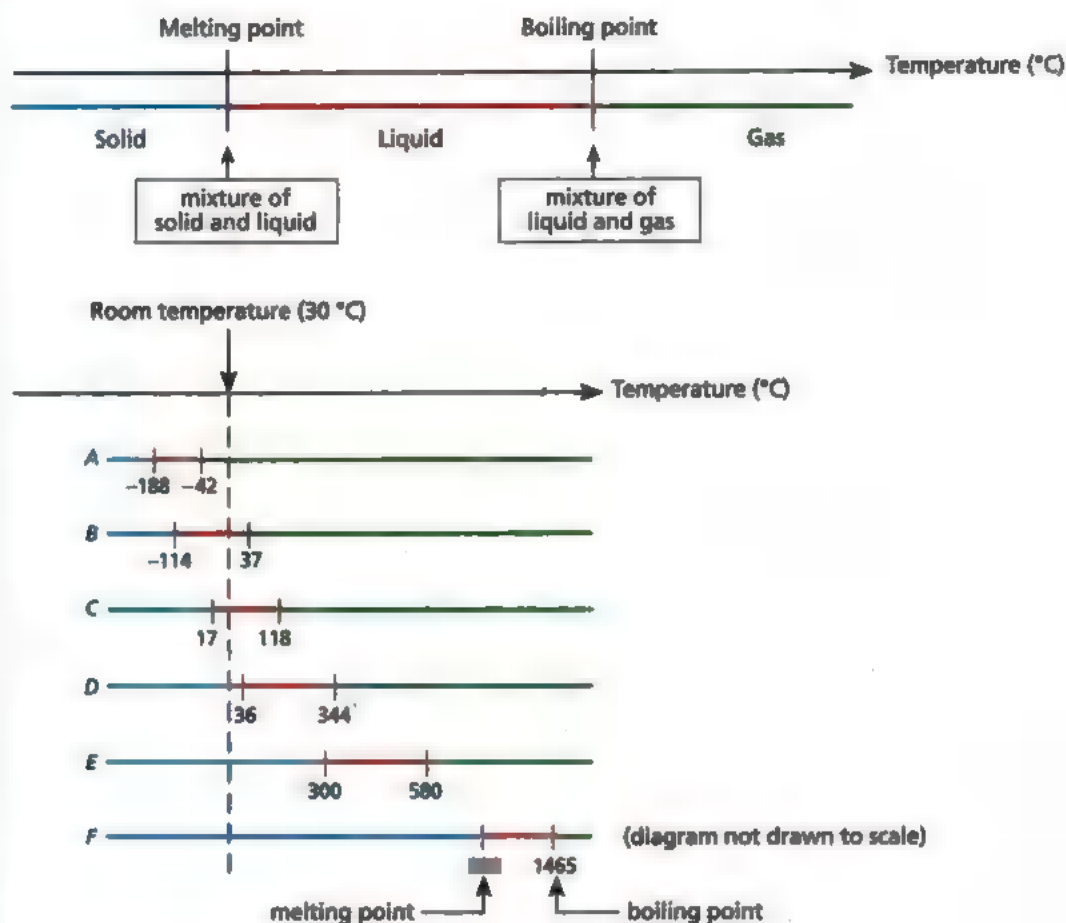 Melting point Boiling point
Temperature (°C)
Solid Liquid Gas
mixture of
solid and liquid
mixture of
liquid and gas
Room temperature (30 °C)
Temperature (°C)
A
−188 −42
B
−114 37
C
17 118
D
36 344
E
300 580
F (diagram not drawn to scale)
1465
melting point boiling point